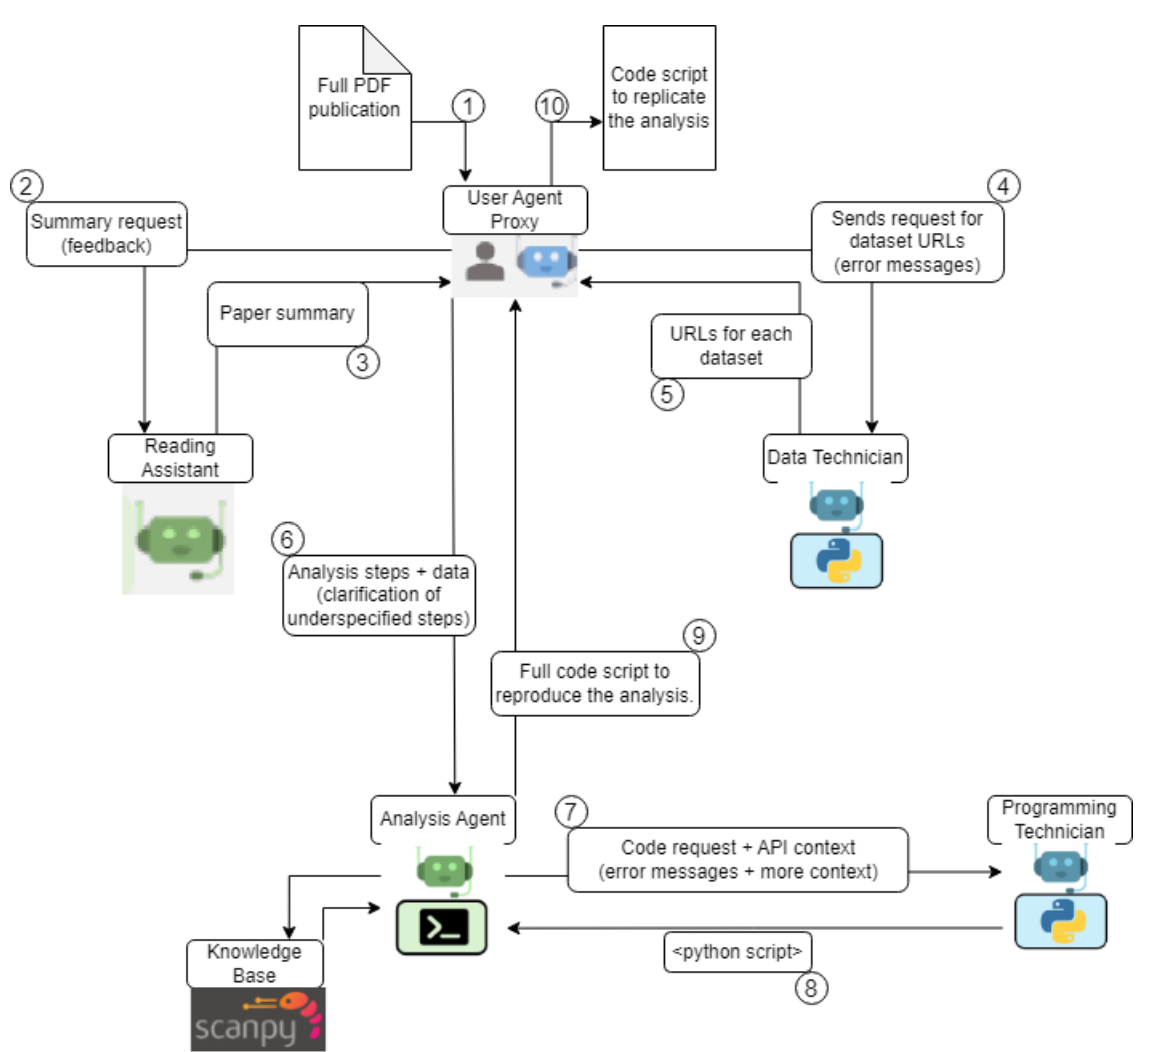 Full PDF
publication
1
10
Code script
to replicate
the analysis
2
Summary request
(feedback)
User Agent
Proxy
4
Sends request for
dataset URLs
(error messages)
Paper summary
3
URLs for each
dataset
5
Reading
Assistant
Data Technician
6
Analysis steps + data
(clarification of
underspecified steps)
9
Full code script to
reproduce the analysis.
Analysis Agent
7
Code request + API context
(error messages + more context)
Programming
Technician
>_
Knowledge
Base
scanpy
<python script>
8